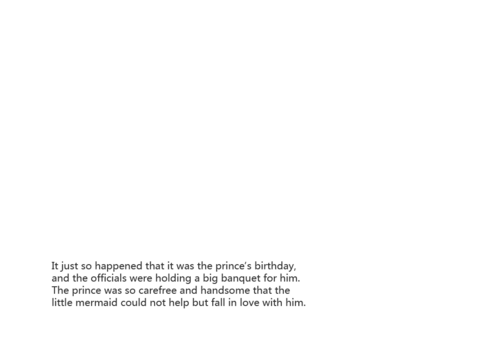 It just so happened that it was the prince's birthday,
and the officials were holding a big banquet for him.
The prince was so carefree and handsome that the
little mermaid could not help but fall in love with him.